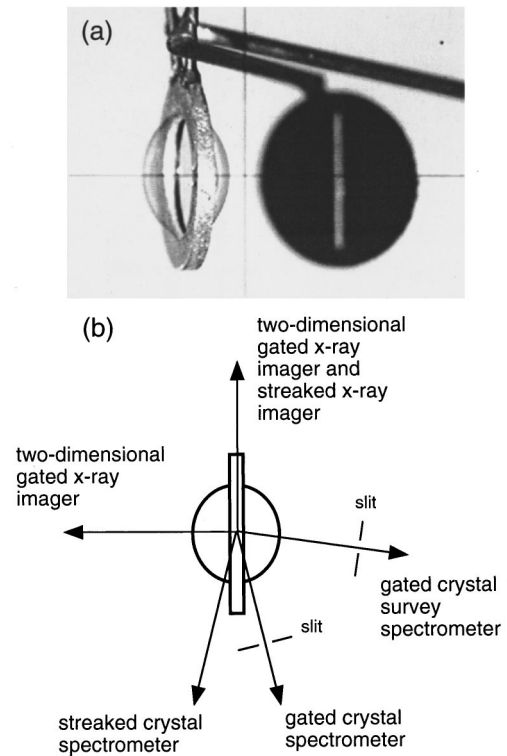 (a)
(b)
two-dimensional
gated x-ray
imager and
streaked x-ray
imager
two-dimensional
gated x-ray
imager
slit
gated crystal
survey
spectrometer
slit
streaked crystal
spectrometer
gated crystal
spectrometer